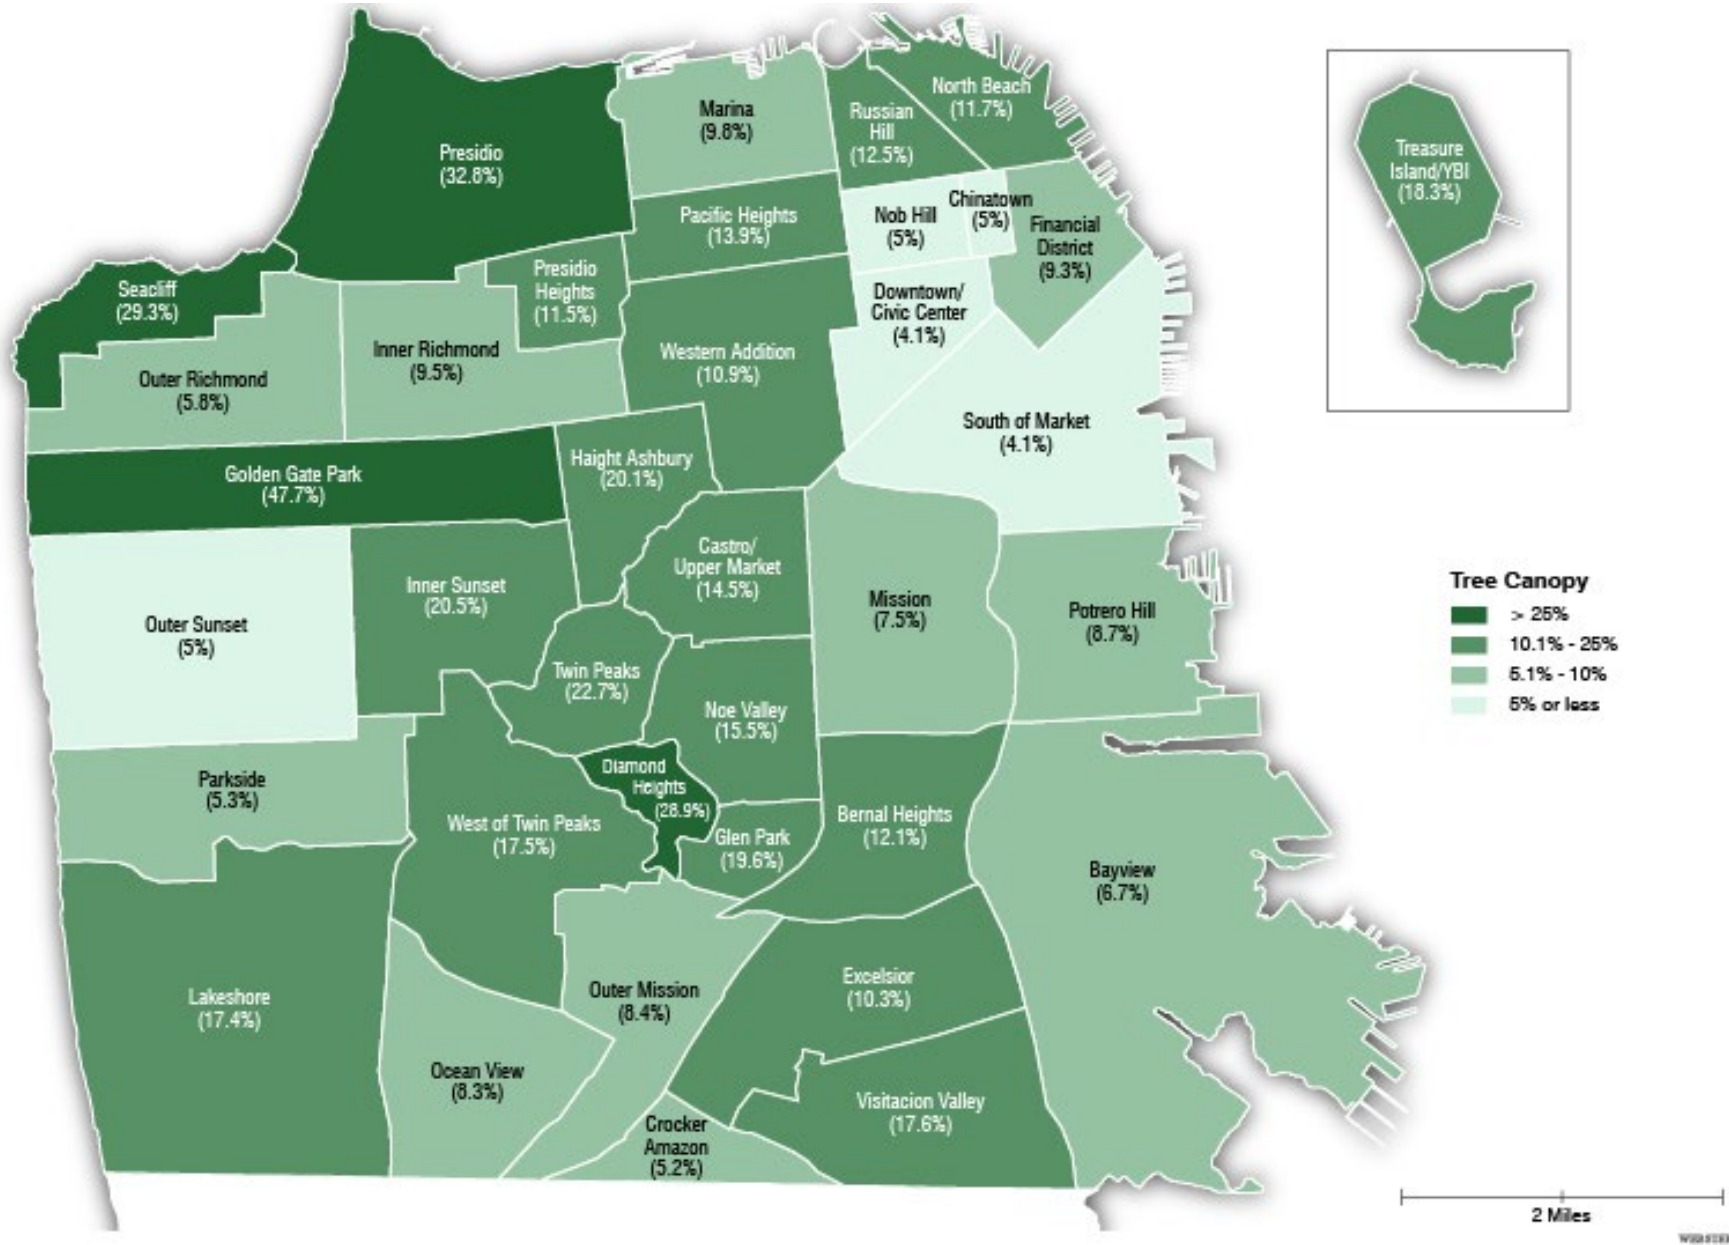 Presidio
(32.8%)
Marina
(9.8%)
Russian
Hill
(12.5%)
North Beach
(11.7%)
Pacific Heights
(13.9%)
Nob Hill
(5%)
Chinatown
(5%)
Financial
District
(9.3%)
Treasure
Island/YBI
(18.3%)
Seacliff
(29.3%)
Presidio
Heights
(11.5%)
Downtown/
Civic Center
(4.1%)
Outer Richmond
(5.8%)
Inner Richmond
(9.5%)
Western Addition
(10.9%)
South of Market
(4.1%)
Golden Gate Park
(47.7%)
Haight Ashbury
(20.1%)
Outer Sunset
(5%)
Inner Sunset
(20.5%)
Castro/
Upper Market
(14.5%)
Mission
(7.5%)
Potrero Hill
(8.7%)
Twin Peaks
(22.7%)
Noe Valley
(15.5%)
Parkside
(5.3%)
West of Twin Peaks
(17.5%)
Diamond
Heights
(28.9%)
Glen Park
(19.6%)
Bernal Heights
(12.1%)
Bayview
(6.7%)
Lakeshore
(17.4%)
Ocean View
(8.3%)
Outer Mission
(8.4%)
Excelsior
(10.3%)
Crocker
Amazon
(5.2%)
Visitacion Valley
(17.6%)
Tree Canopy
> 25%
10.1% - 25%
5.1% - 10%
5% or less
2 Miles